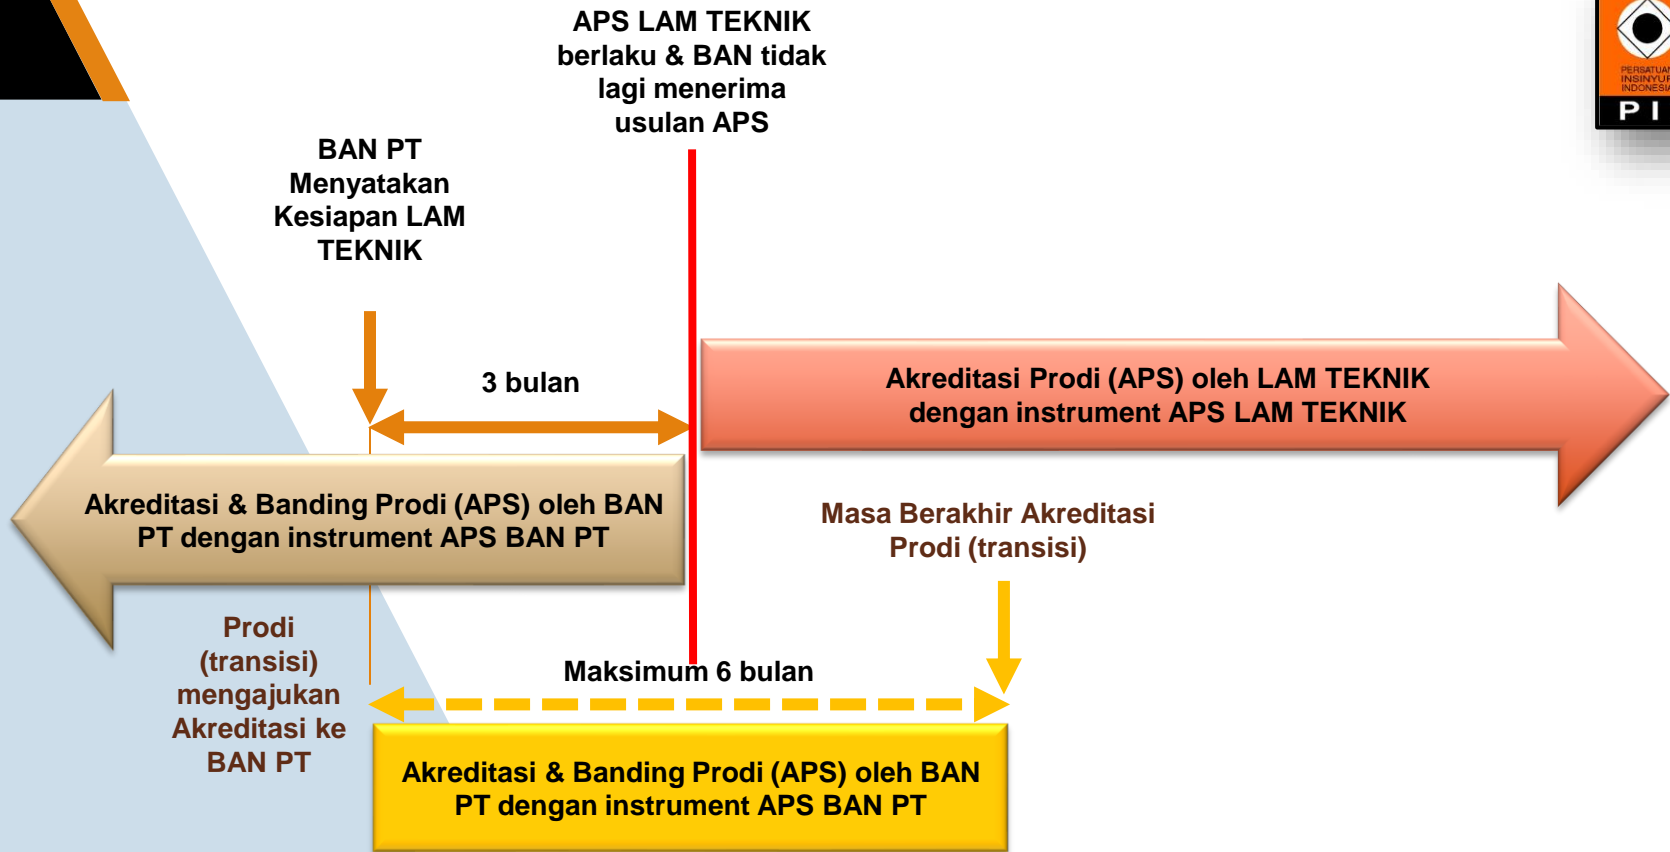 APS LAM TEKNIK
berlaku & BAN tidak
lagi menerima
usulan APS
PERSATUAN
INSINYUR
INDONESIA
P I
BAN PT
Menyatakan
Kesiapan LAM
TEKNIK
3 bulan
Akreditasi Prodi (APS) oleh LAM TEKNIK
dengan instrument APS LAM TEKNIK
Akreditasi & Banding Prodi (APS) oleh BAN
PT dengan instrument APS BAN PT
Masa Berakhir Akreditasi
Prodi (transisi)
Prodi
(transisi)
mengajukan
Akreditasi ke
BAN PT
Maksimum 6 bulan
Akreditasi & Banding Prodi (APS) oleh BAN
PT dengan instrument APS BAN PT